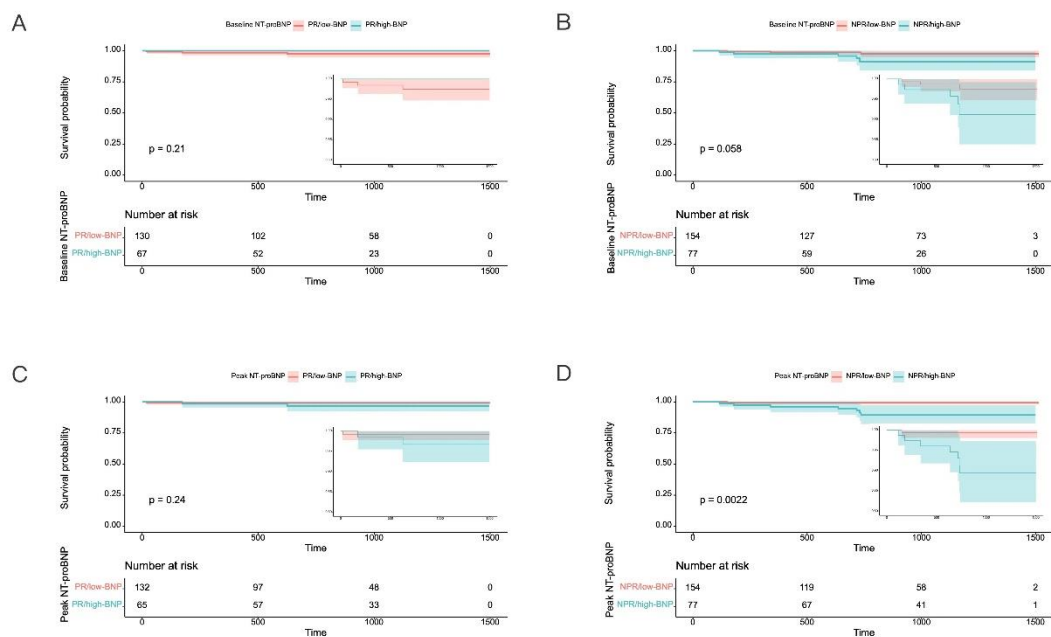 A
Baseline NT-proBNP PR/low-BNP PR/high-BNP
Survival probability
1.00
0.75
0.50
0.25
0.00
p = 0.21
0 500 1000 1500
Time
Baseline NT-proBNP
Number at risk
PR/low-BNP 130 102 58 0
PR/high-BNP 67 52 23 0
0 500 1000 1500
Time
B
Baseline NT-proBNP NPR/low-BNP NPR/high-BNP
Survival probability
1.00
0.75
0.50
0.25
0.00
p = 0.058
0 500 1000 1500
Time
Baseline NT-proBNP
Number at risk
NPR/low-BNP 154 127 73 3
NPR/high-BNP 77 59 26 0
0 500 1000 1500
Time
C
Peak NT-proBNP PR/low-BNP PR/high-BNP
Survival probability
1.00
0.75
0.50
0.25
0.00
p = 0.24
0 500 1000 1500
Time
Peak NT-proBNP
Number at risk
PR/low-BNP 132 97 48 0
PR/high-BNP 65 57 33 0
0 500 1000 1500
Time
D
Peak NT-proBNP NPR/low-BNP NPR/high-BNP
Survival probability
1.00
0.75
0.50
0.25
0.00
p = 0.0022
0 500 1000 1500
Time
Peak NT-proBNP
Number at risk
NPR/low-BNP 154 119 58 2
NPR/high-BNP 77 67 41 1
0 500 1000 1500
Time